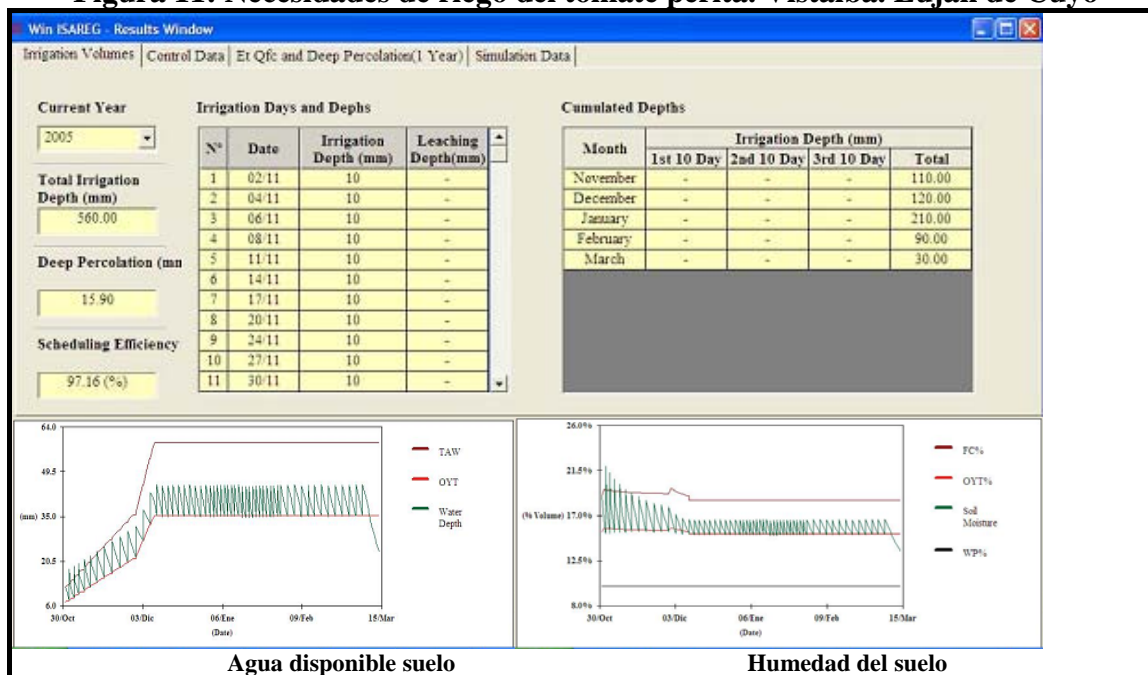 Figura 11. Necesidades de riego del tomate perita. Vistalba. Luján de Cuyo
Win ISAREG - Results Window
Irrigation Volumes Control Data Et Qfc and Deep Percolation(1 Year) Simulation Data
Current Year
2005
Total Irrigation
Depth (mm)
560.00
Deep Percolation (mm
15.90
Scheduling Efficiency
97.16 (%)
Irrigation Days and Dephs
Nº Date Irrigation Depth (mm) Leaching Depth(mm)
1 02/11 10 -
2 04/11 10 -
3 06/11 10 -
4 08/11 10 -
5 11/11 10 -
6 14/11 10 -
7 17/11 10 -
8 20/11 10 -
9 24/11 10 -
10 27/11 10 -
11 30/11 10 -
Cumulated Depths
Month Irrigation Depth (mm)
1st 10 Day 2nd 10 Day 3rd 10 Day Total
November - - - 110.00
December - - - 120.00
January - - - 210.00
February - - - 90.00
March - - - 30.00
64.0
49.5
(mm) 35.0
20.5
6.0
30/Oct 03/Dic 06/Ene 09/Feb 15/Mar
(Date)
TAW
OYT
Water
Depth
26.0%
21.5%
(% Volume) 17.0%
12.5%
8.0%
30/Oct 03/Dic 06/Ene 09/Feb 15/Mar
(Date)
FC%
OYT%
Soil
Moisture
WP%
Agua disponible suelo
Humedad del suelo